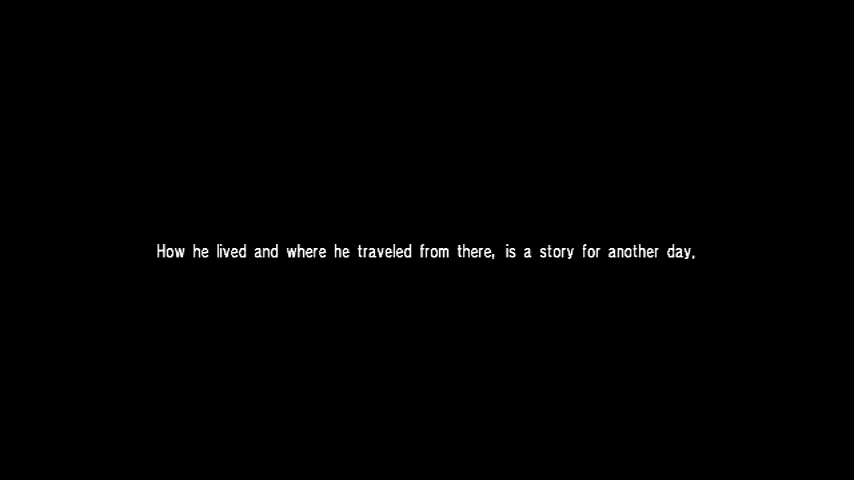 How he lived and where he traveled from there, is a story for another day.